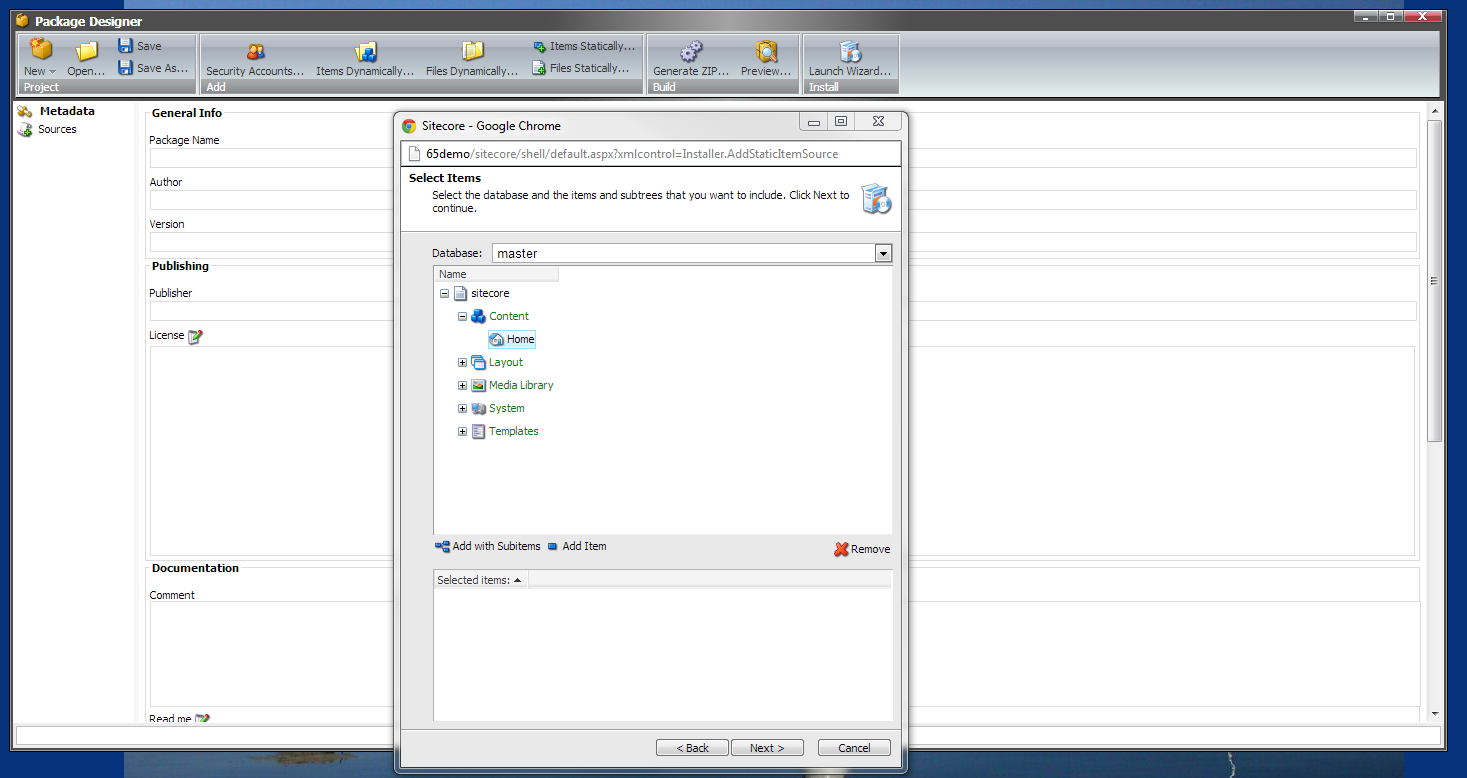 Package Designer
New
Open...
Save
Save As...
Project
Security Accounts...
Items Dynamically...
Files Dynamically...
Items Statically...
Files Statically...
Add
Generate ZIP...
Preview...
Build
Launch Wizard...
Install
Metadata
Sources
General Info
Package Name
Author
Version
Publishing
Publisher
License
Documentation
Comment
Read me
Sitecore - Google Chrome
65demo/sitecore/shell/default.aspx?xmlcontrol=Installer.AddStaticItemSource
Select Items
Select the database and the items and subtrees that you want to include. Click Next to
continue.
Database: master
Name
sitecore
Content
Home
Layout
Media Library
System
Templates
Add with Subitems Add Item Remove
Selected items:
< Back Next > Cancel